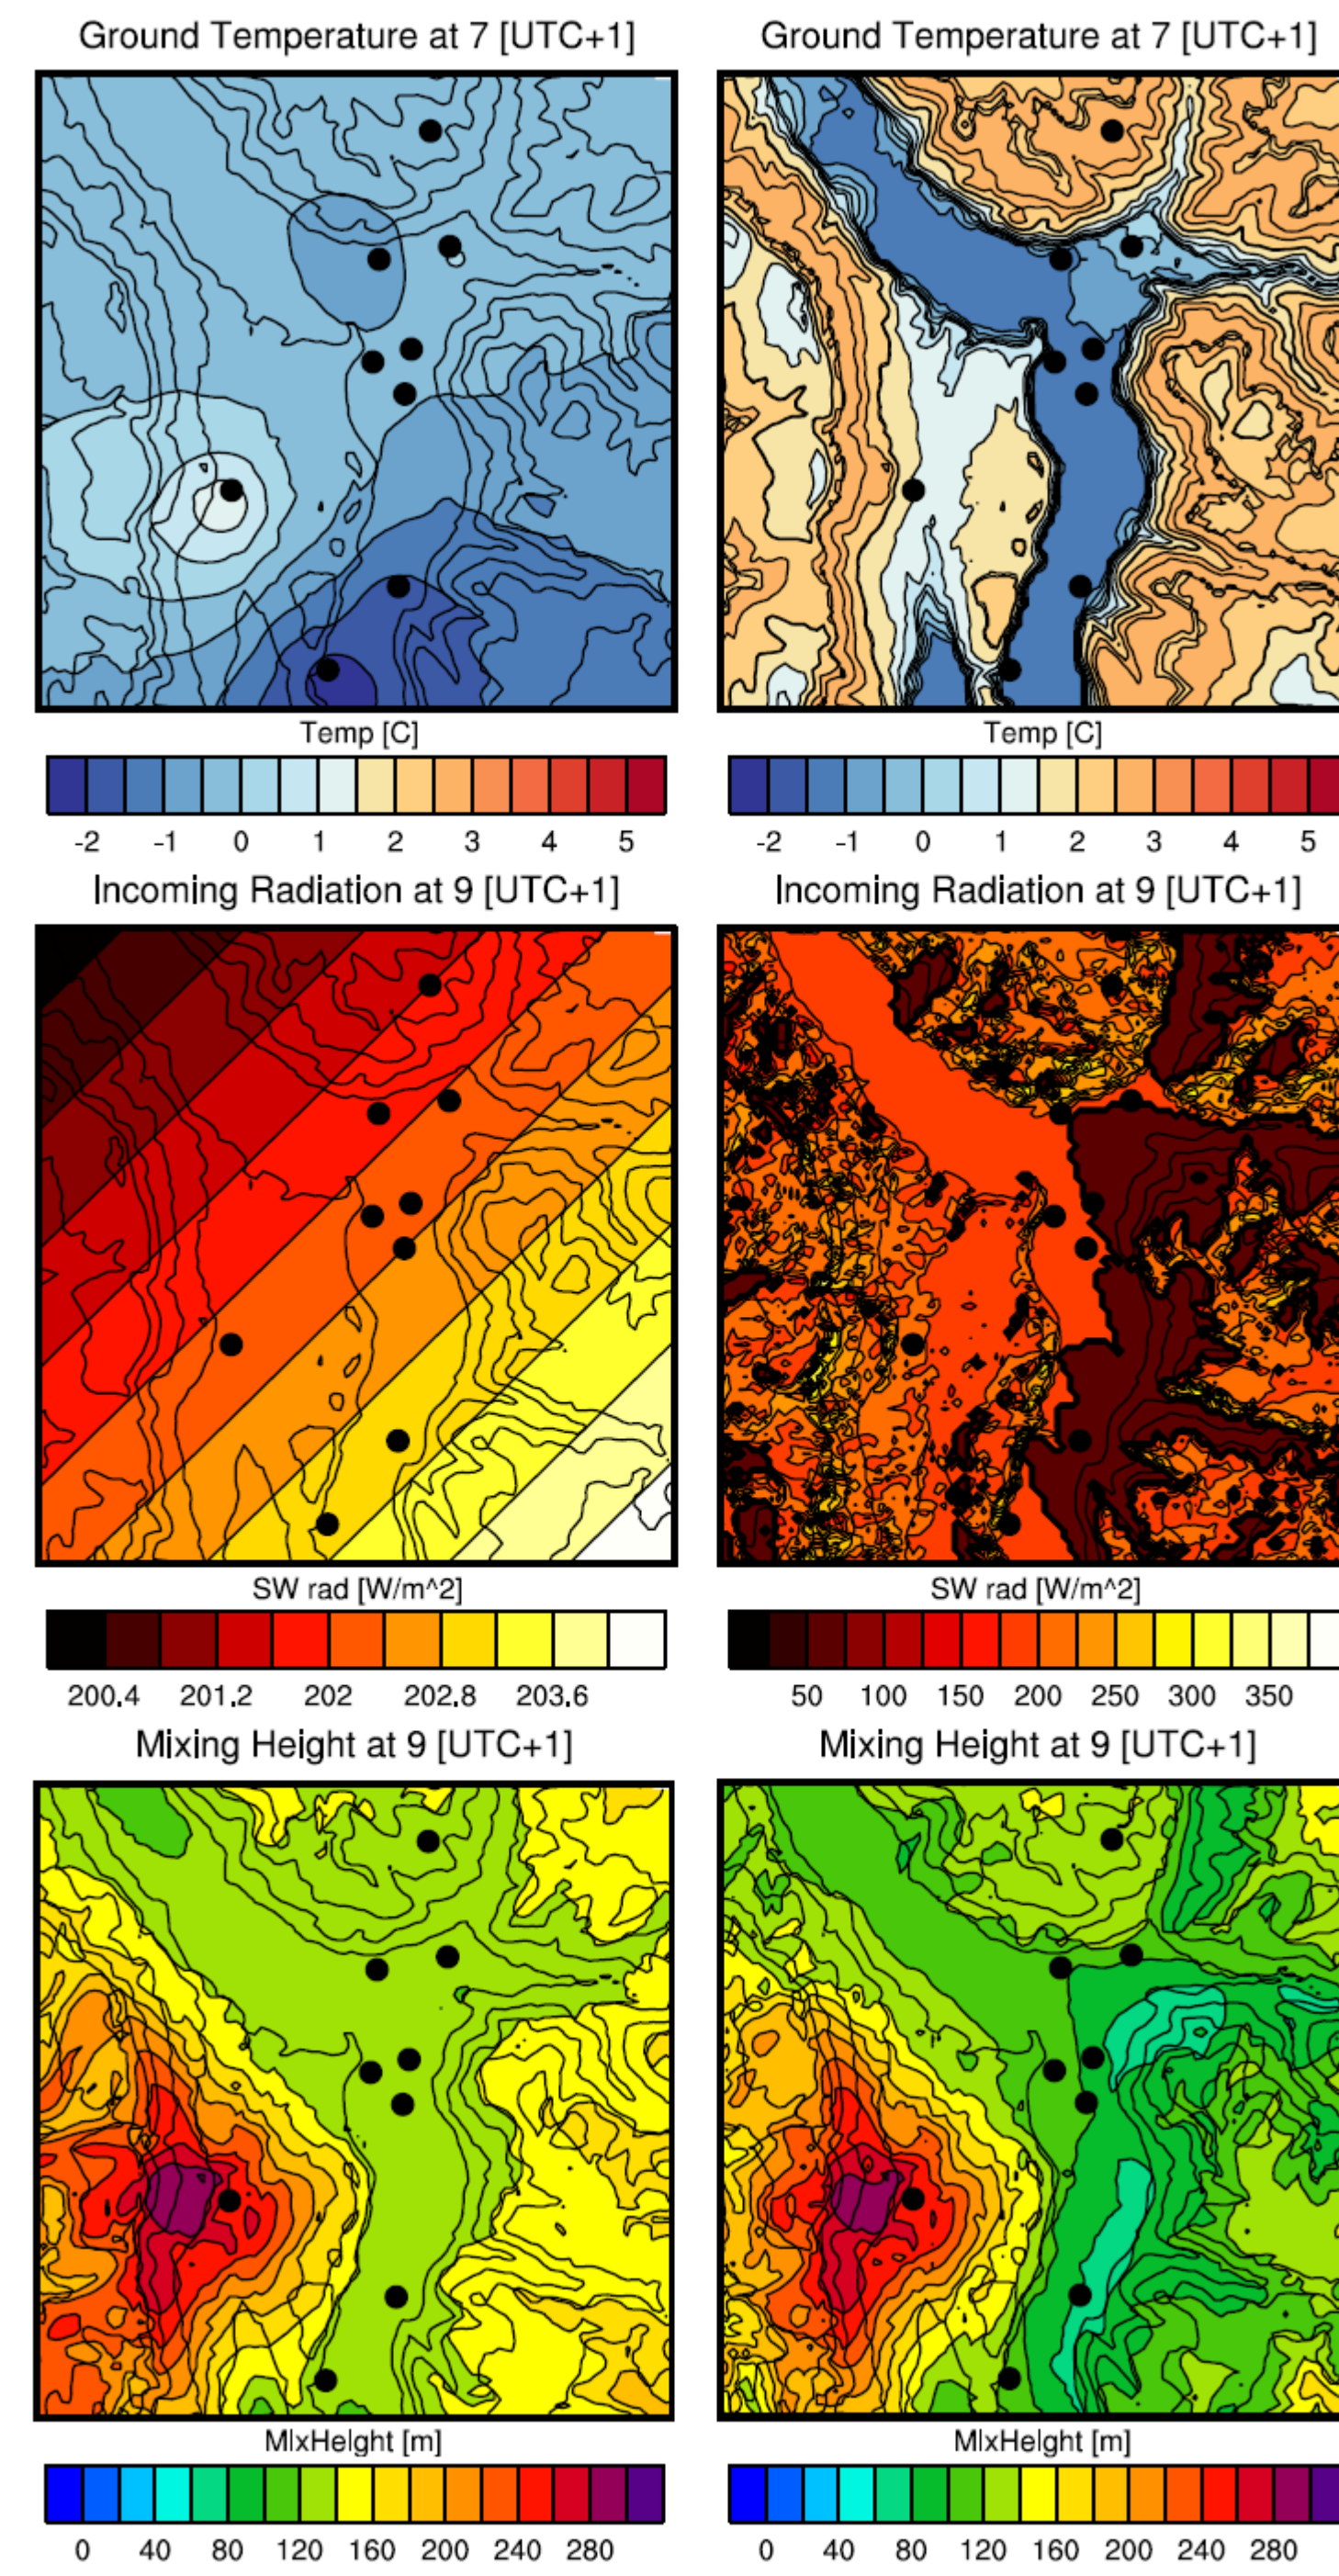 Ground Temperature at 7 [UTC+1]
Ground Temperature at 7 [UTC+1]
Temp [C]
Temp [C]
-2 -1 0 1 2 3 4 5
-2 -1 0 1 2 3 4 5
Incoming Radiation at 9 [UTC+1]
Incoming Radiation at 9 [UTC+1]
SW rad [W/m^2]
SW rad [W/m^2]
200.4 201.2 202 202.8 203.6
50 100 150 200 250 300 350
Mixing Height at 9 [UTC+1]
Mixing Height at 9 [UTC+1]
MixHeight [m]
MixHeight [m]
0 40 80 120 160 200 240 280
0 40 80 120 160 200 240 280